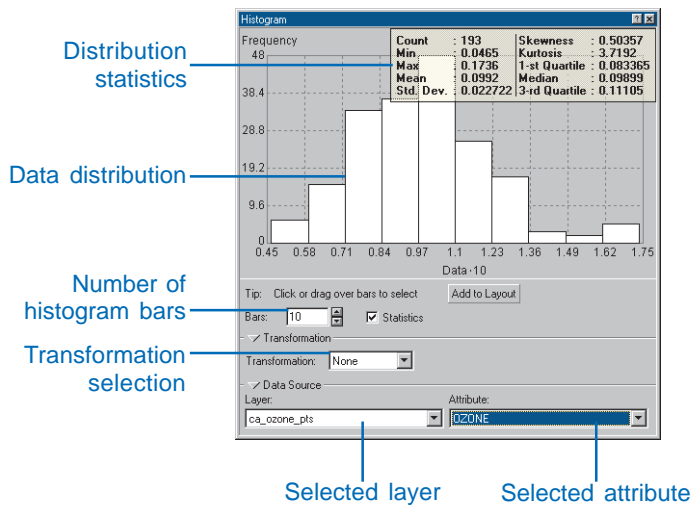 Histogram
Frequency
Count : 193
Min : 0.0465
Max : 0.1736
Mean : 0.0992
Std. Dev. : 0.022722
Skewness : 0.50357
Kurtosis : 3.7192
1-st Quartile : 0.083365
Median : 0.09899
3-rd Quartile : 0.11105
48
38.4
28.8
19.2
9.6
0
0.45 0.58 0.71 0.84 0.97 1.1 1.23 1.36 1.49 1.62 1.75
Data·10
Tip: Click or drag over bars to select
Add to Layout
Bars: 10
Statistics
Transformation
Transformation: None
Data Source
Layer:
Attribute:
ca_ozone_pts
OZONE
Distribution
statistics
Data distribution
Number of
histogram bars
Transformation
selection
Selected layer
Selected attribute